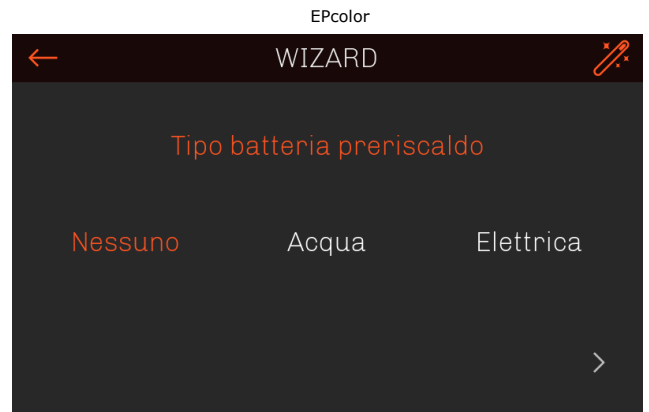 EPcolor
WIZARD
Tipo batteria preriscaldo
Nessuno Acqua Elettrica